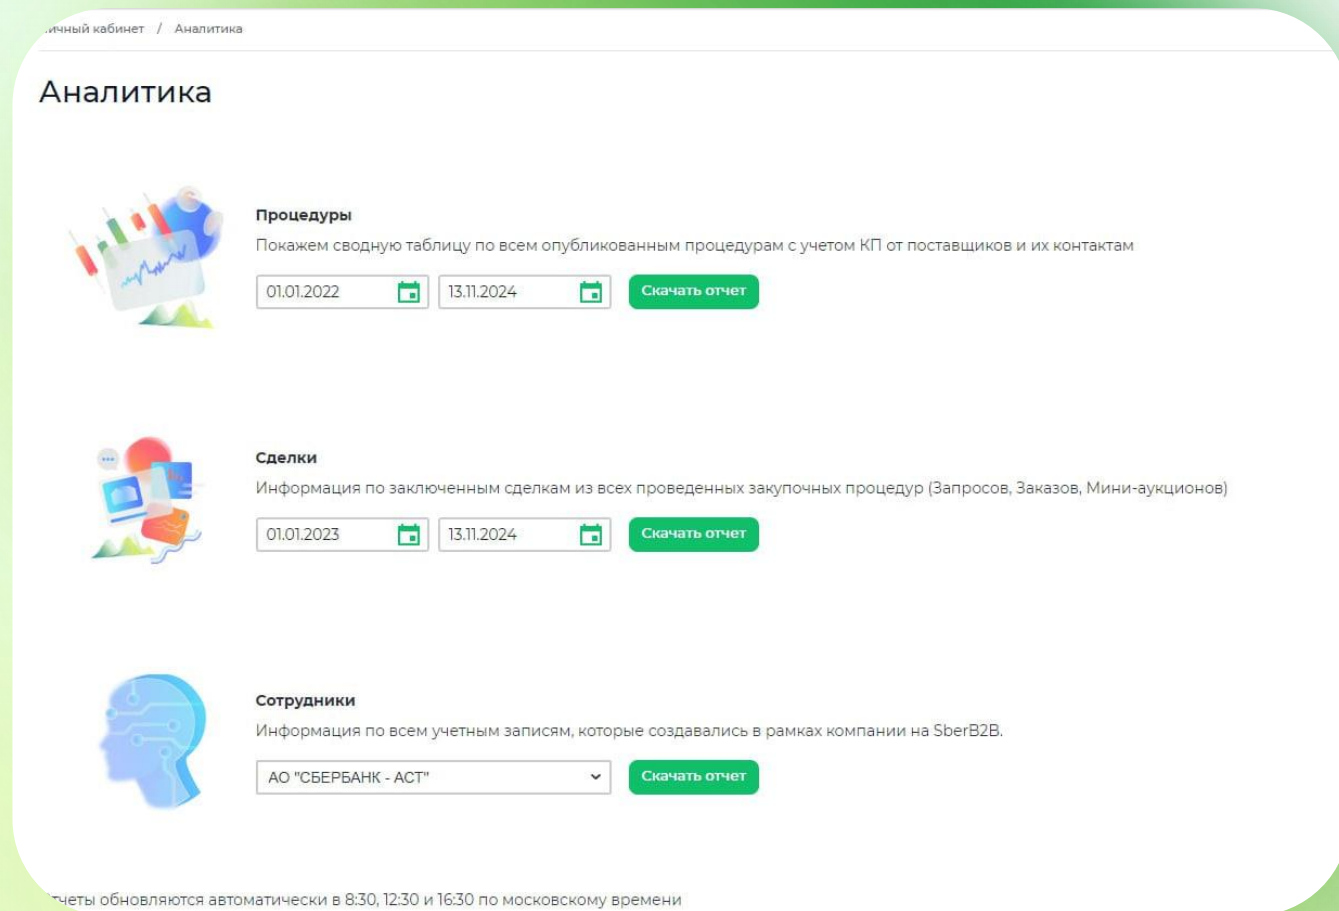 ичный кабинет / Аналитика
Аналитика
Процедуры
Покажем сводную таблицу по всем опубликованным процедурам с учетом КП от поставщиков и их контактам
01.01.2022 13.11.2024 Скачать отчет
Сделки
Информация по заключенным сделкам из всех проведенных закупочных процедур (Запросов, Заказов, Мини-аукционов)
01.01.2023 13.11.2024 Скачать отчет
Сотрудники
Информация по всем учетным записям, которые создавались в рамках компании на SberB2B.
АО "СБЕРБАНК - АСТ" Скачать отчет
тчеты обновляются автоматически в 8:30, 12:30 и 16:30 по московскому времени